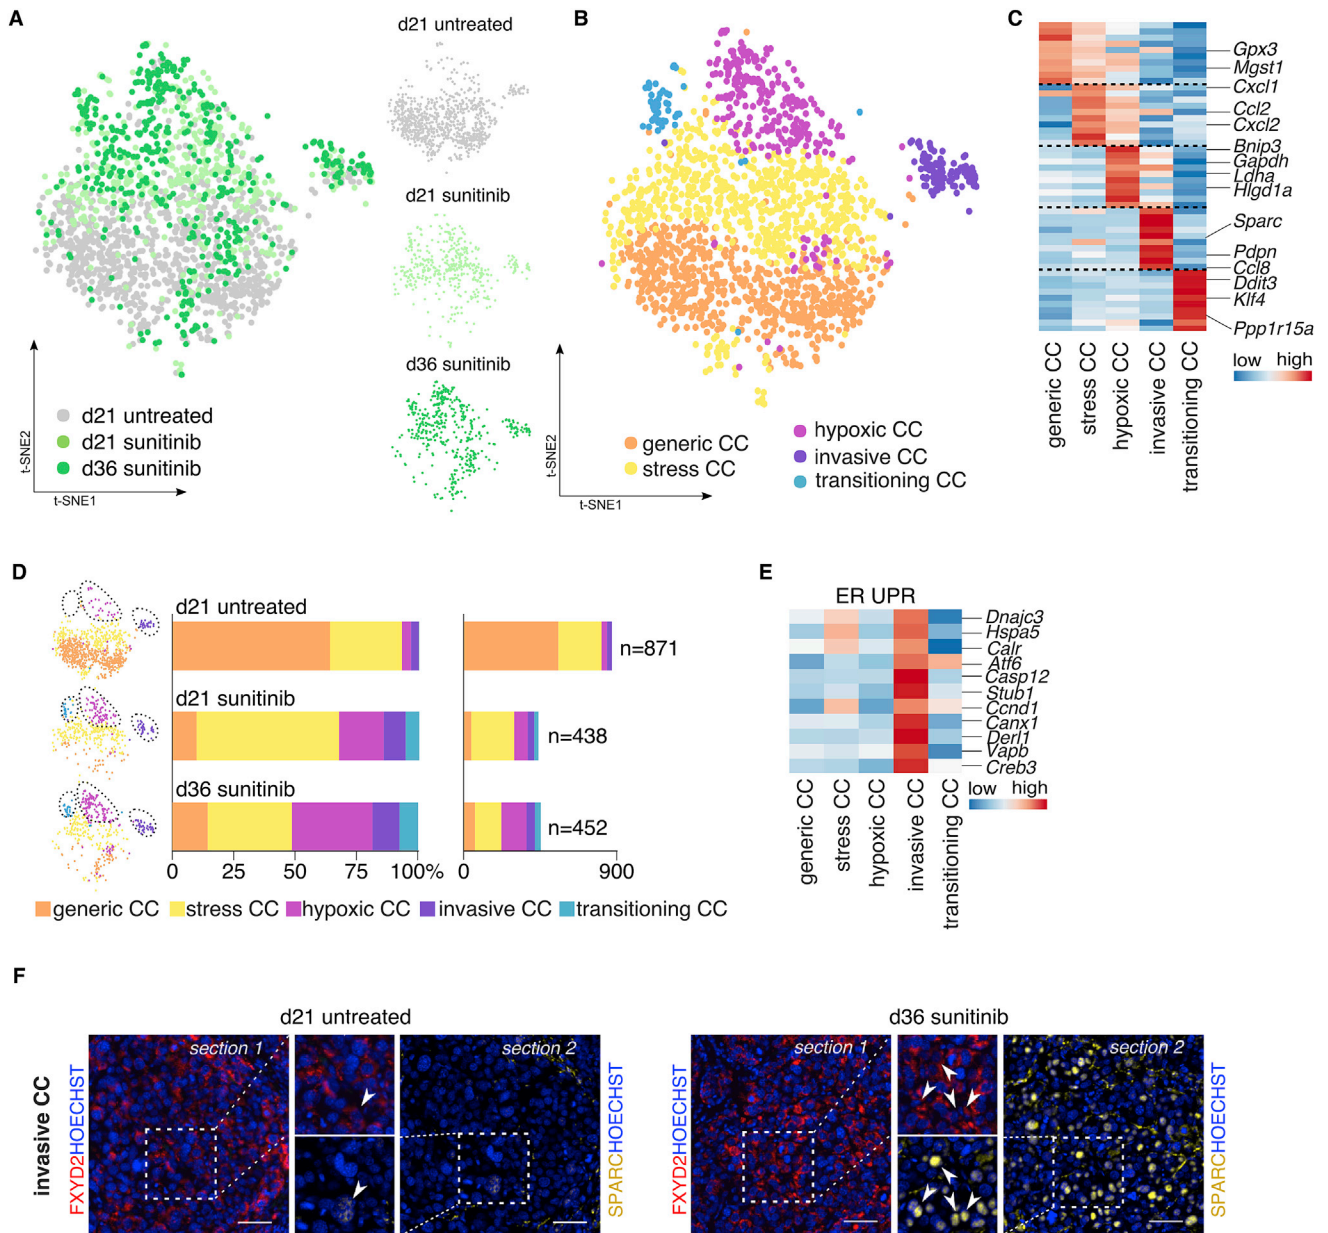 A
d21 untreated
d21 sunitinib
d36 sunitinib
d21 untreated
d21 sunitinib
d36 sunitinib
t-SNE2
t-SNE1
B
generic CC
stress CC
hypoxic CC
invasive CC
transitioning CC
t-SNE2
t-SNE1
C
Gpx3
Mgst1
Cxcl1
Ccl2
Cxcl2
Bnip3
Gapdh
Ldha
HIgd1a
Sparc
Pdpn
Ccl8
Ddit3
Klf4
Ppp1r15a
generic CC
stress CC
hypoxic CC
invasive CC
transitioning CC
low high
D
d21 untreated
n=871
d21 sunitinib
n=438
d36 sunitinib
n=452
0 25 50 75 100%
0 900
generic CC stress CC hypoxic CC invasive CC transitioning CC
E
ER UPR
Dnajc3
Hspa5
Calr
Atf6
Casp12
Stub1
Ccnd1
Canx1
Derl1
Vapb
Creb3
generic CC
stress CC
hypoxic CC
invasive CC
transitioning CC
low high
F
d21 untreated
d36 sunitinib
invasive CC
FXYD2HOECHST
section 1
section 2
SPARCHOECHST
FXYD2HOECHST
section 1
section 2
SPARCHOECHST